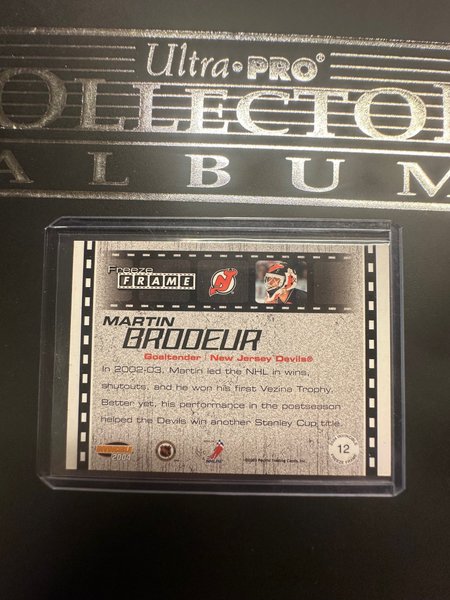 Ultra•PRO®
COLLECTOR
ALBUM
Freeze
FRAME
MARTIN
BRODEUR
Goaltender | New Jersey Devils®
In 2002-03, Martin led the NHL in wins,
shutouts, and he won his first Vezina Trophy.
Better yet, his performance in the postseason
helped the Devils win another Stanley Cup title.
INVINCIBLE
2004
12